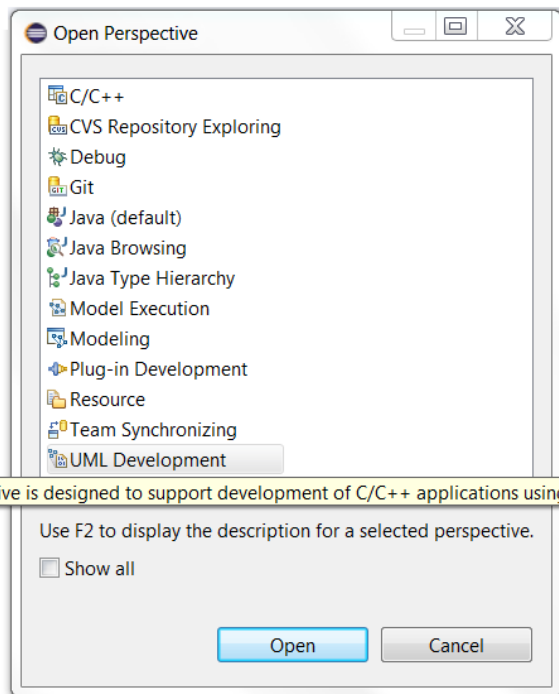 Open Perspective
C/C++
CVS Repository Exploring
Debug
Git
Java (default)
Java Browsing
Java Type Hierarchy
Model Execution
Modeling
Plug-in Development
Resource
Team Synchronizing
UML Development
ive is designed to support development of C/C++ applications using
Use F2 to display the description for a selected perspective.
Show all
Open Cancel